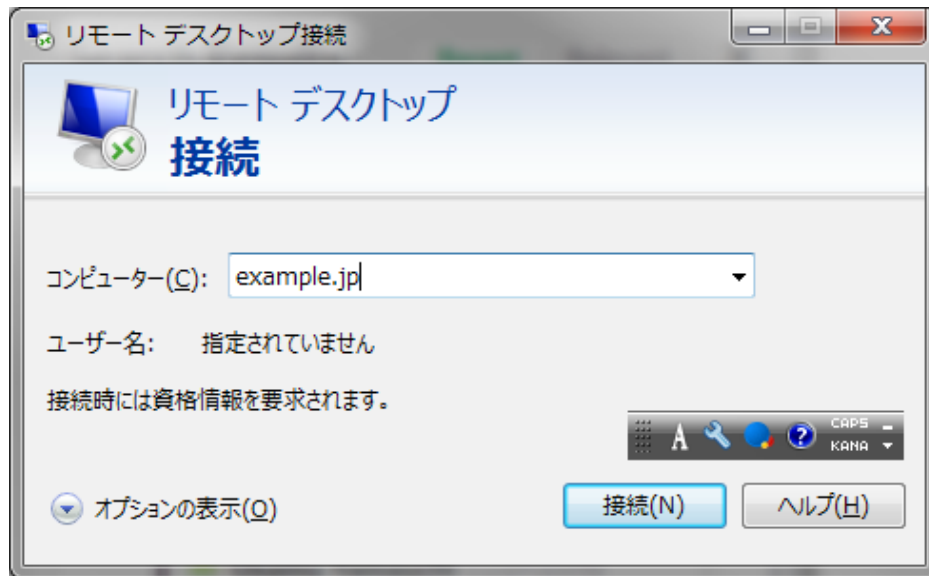 リモート デスクトップ接続
リモート デスクトップ
接続
コンピューター(C): example.jp
ユーザー名: 指定されていません
接続時には資格情報を要求されます。
A ? CAPS
KANA
オプションの表示(O) 接続(N) ヘルプ(H)